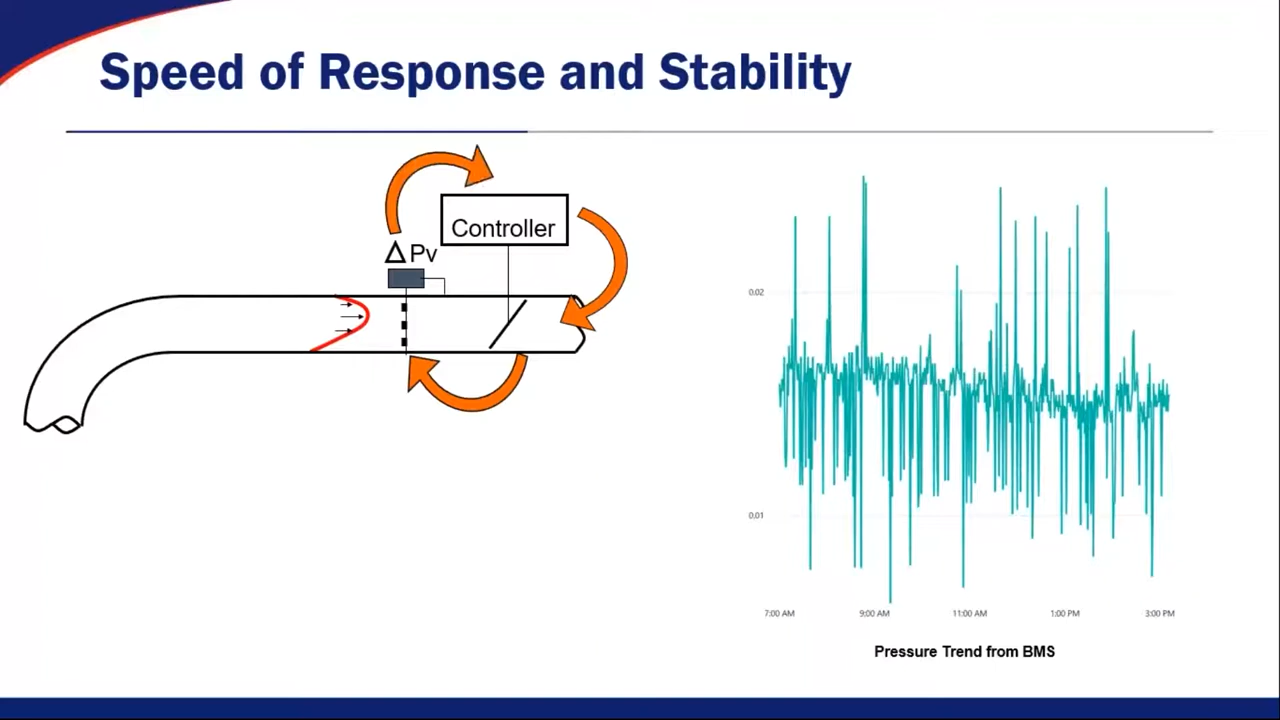 Speed of Response and Stability
Controller
Δ Pv
0.02
0.01
7:00 AM 9:00 AM 11:00 AM 1:00 PM 3:00 PM
Pressure Trend from BMS